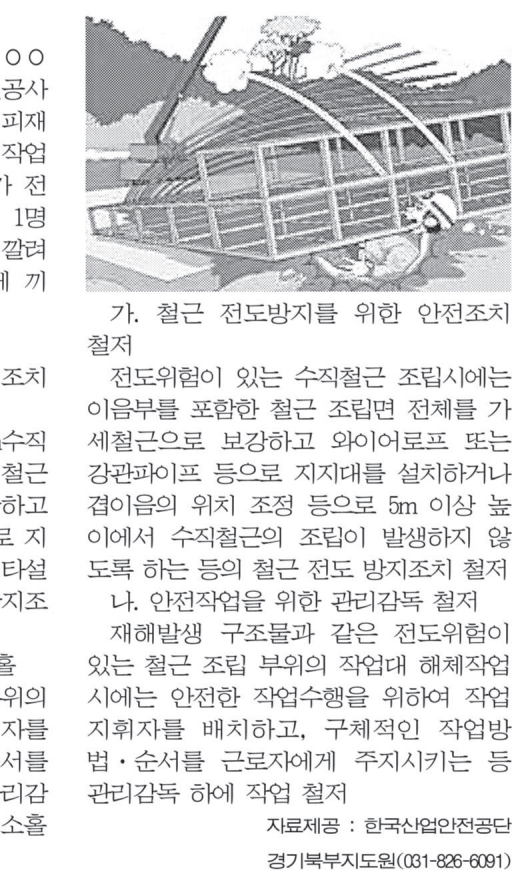 ○○
공사
피재
작업
가 전
1명
깔려
에 끼
조치
수직
철근
하고
로 지
타설
지조
홀
위의
자를
서를
리감
소홀
가. 철근 전도방지를 위한 안전조치
철저
전도위험이 있는 수직철근 조립시에는
이음부를 포함한 철근 조립면 전체를 가
세철근으로 보강하고 와이어로프 또는
강관파이프 등으로 지지대를 설치하거나
겹이음의 위치 조정 등으로 5m 이상 높
이에서 수직철근의 조립이 발생하지 않
도록 하는 등의 철근 전도 방지조치 철저
나. 안전작업을 위한 관리감독 철저
재해발생 구조물과 같은 전도위험이
있는 철근 조립 부위의 작업대 해체작업
시에는 안전한 작업수행을 위하여 작업
지휘자를 배치하고, 구체적인 작업방
법·순서를 근로자에게 주지시키는 등
관리감독 하에 작업 철저
자료제공 : 한국산업안전공단
경기북부지도원(031-826-6091)